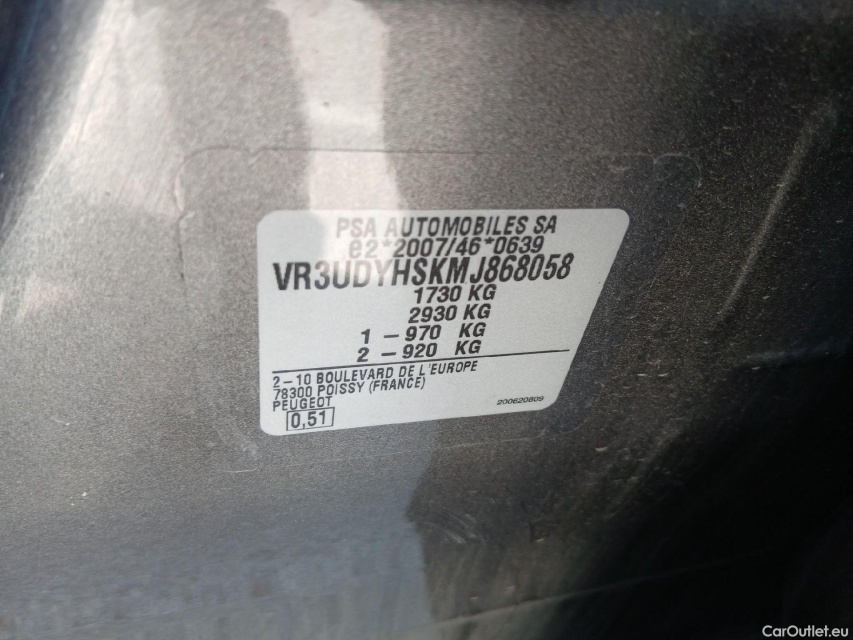 PSA AUTOMOBILES SA
e2*2007/46*0639
VR3UDYHSKMJ868058
1730 KG
2930 KG
1 – 970 KG
2 – 920 KG
2–10 BOULEVARD DE L'EUROPE
78300 POISSY (FRANCE)
PEUGEOT
0,51
200620809
CarOutlet.eu